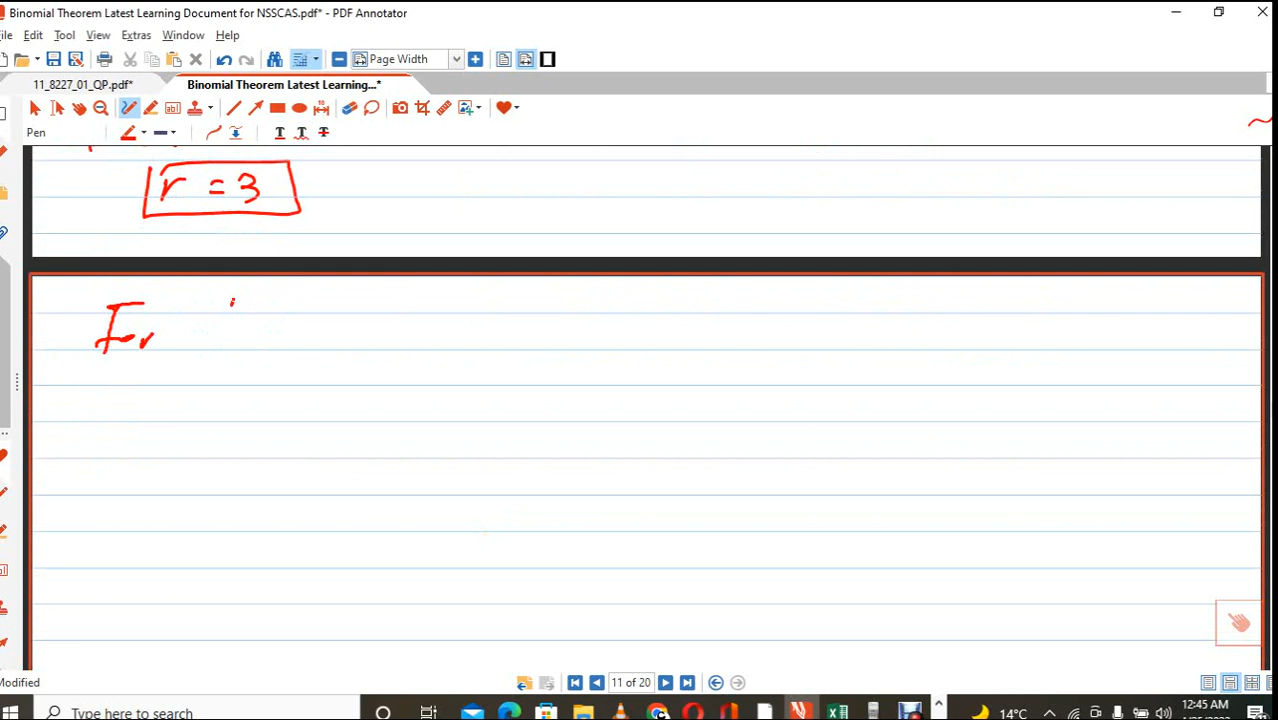 Binomial Theorem Latest Learning Document for NSSCAS.pdf* - PDF Annotator
Edit Tool View Extras Window Help
Page Width
11_8227_01_QP.pdf*
Binomial Theorem Latest Learning...*
Pen
r = 3
For
Modified
11 of 20
Type here to search
14°C
12:45 AM